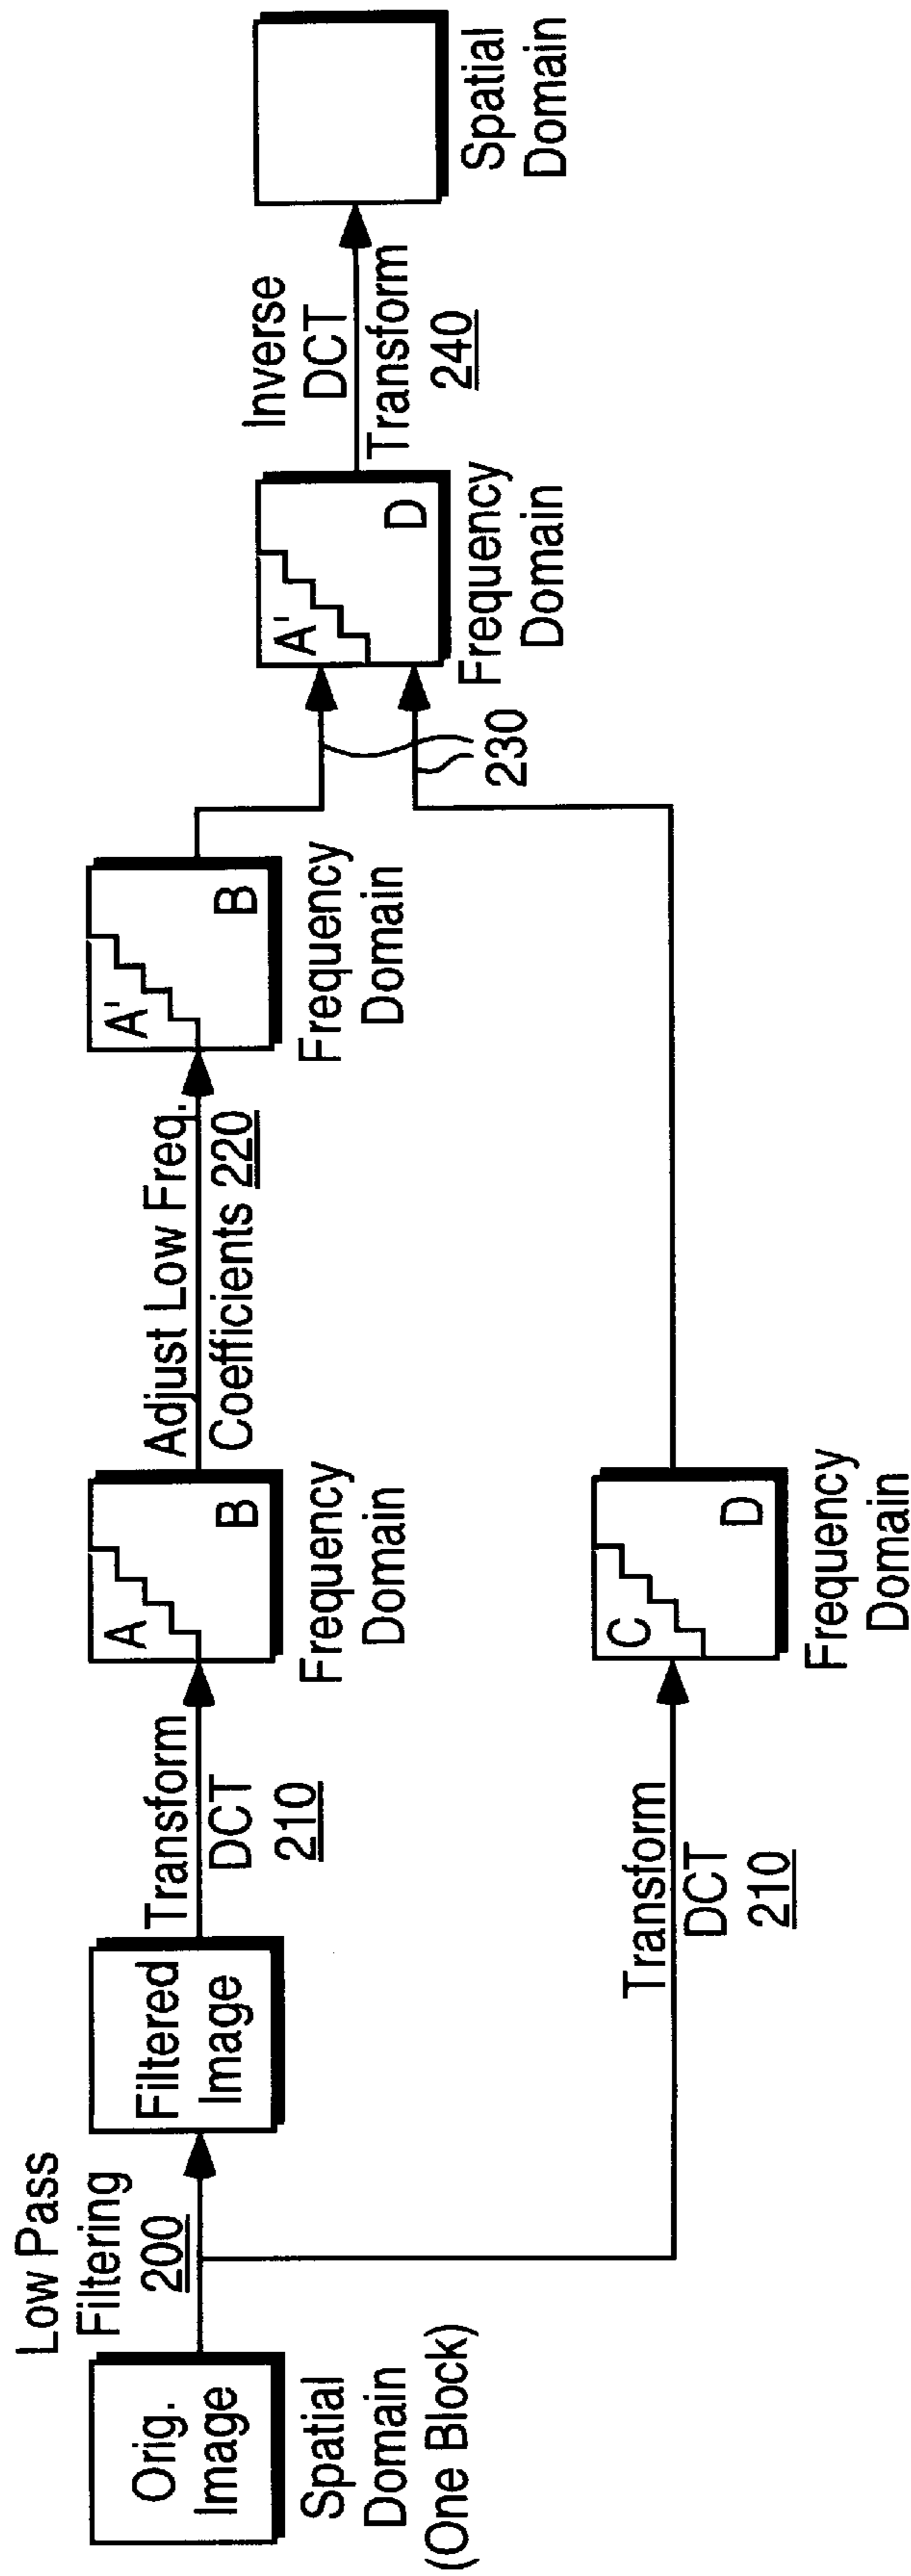 Orig.
Image
Spatial
Domain
(One Block)
Low Pass
Filtering
200
Filtered
Image
Transform
DCT
210
A
B
Frequency
Domain
Adjust Low Freq.
Coefficients 220
A'
B
Frequency
Domain
Transform
DCT
210
C
D
Frequency
Domain
230
A'
D
Frequency
Domain
Inverse
DCT
Transform
240
Spatial
Domain